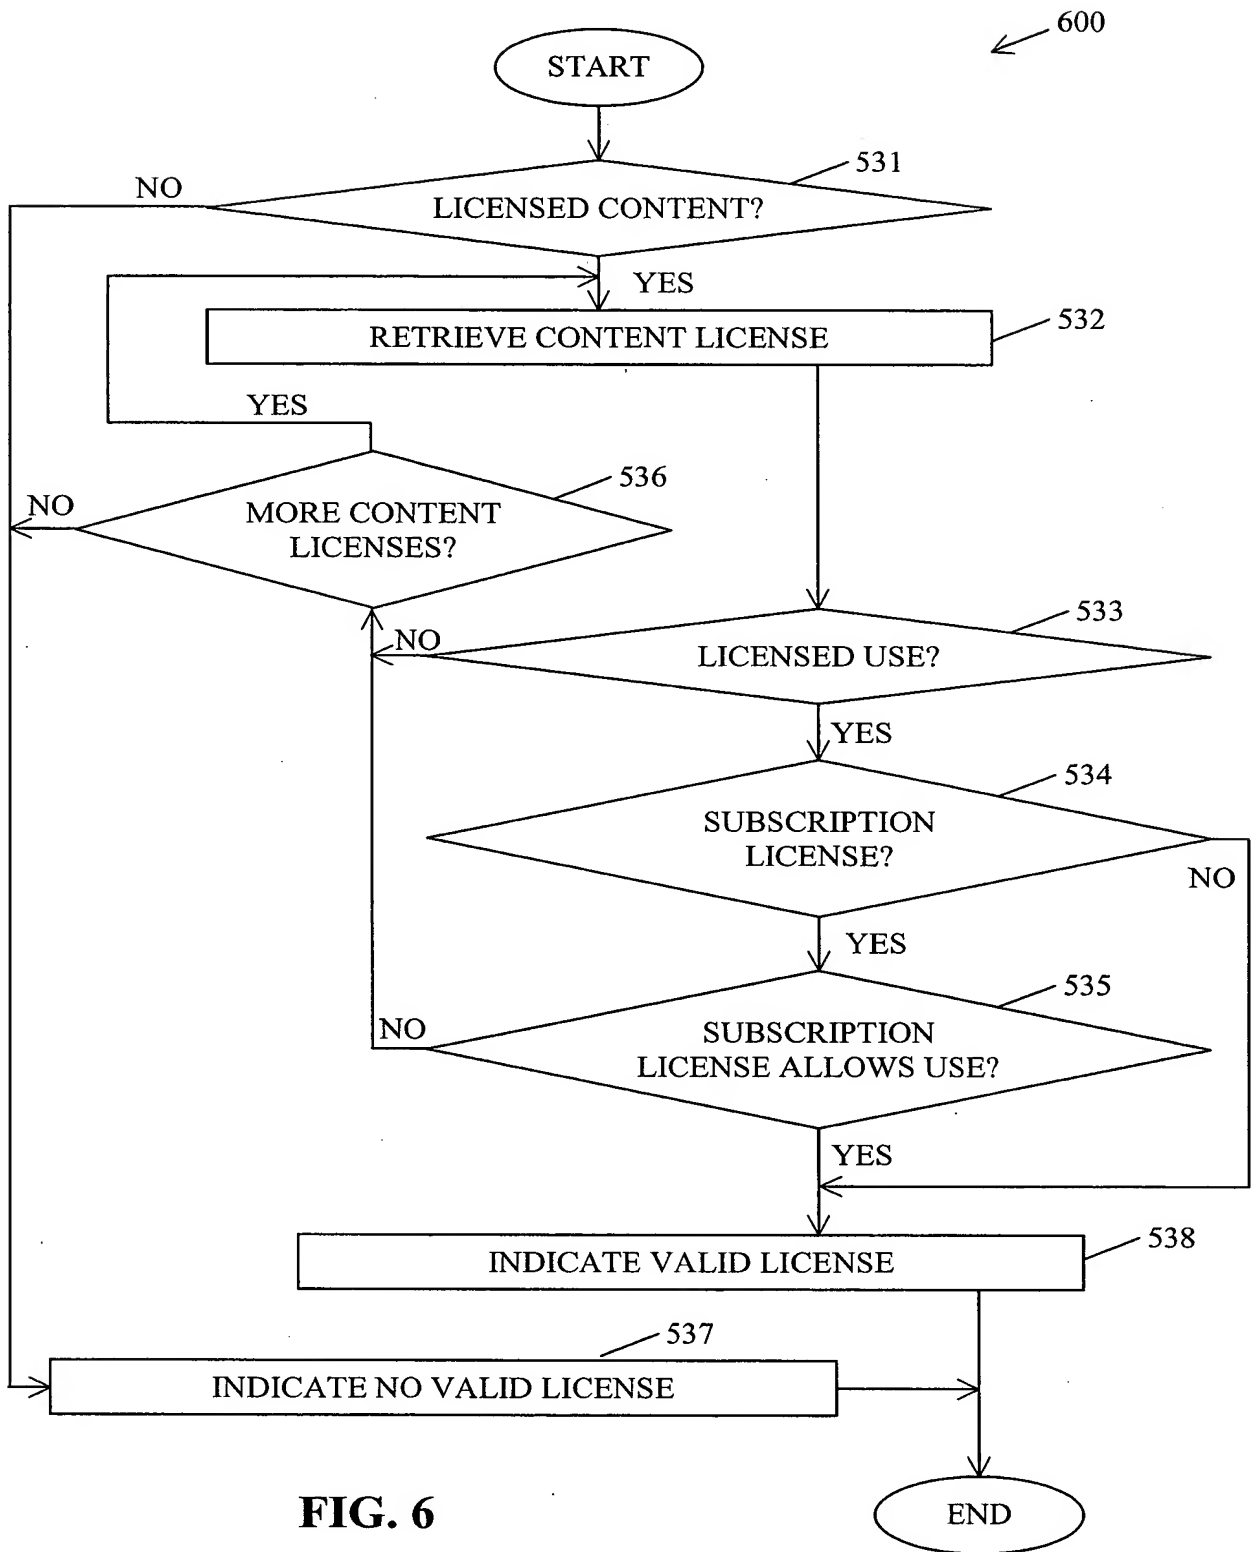 600
START
531
NO
LICENSED CONTENT?
YES
532
RETRIEVE CONTENT LICENSE
YES
536
NO
MORE CONTENT
LICENSES?
533
NO
LICENSED USE?
YES
534
SUBSCRIPTION
LICENSE?
NO
YES
535
NO
SUBSCRIPTION
LICENSE ALLOWS USE?
YES
538
INDICATE VALID LICENSE
537
INDICATE NO VALID LICENSE
FIG. 6
END